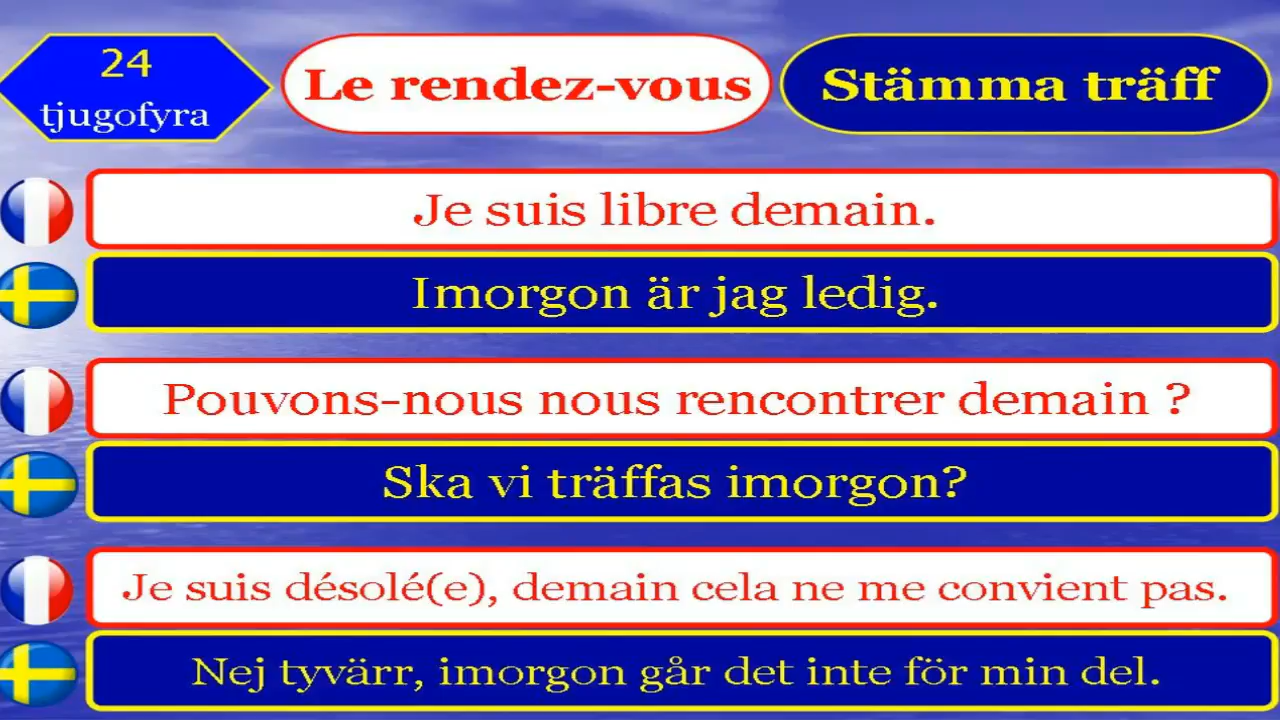 24
tjugofyra
Le rendez-vous
Stämma träff
Je suis libre demain.
Imorgon är jag ledig.
Pouvons-nous nous rencontrer demain ?
Ska vi träffas imorgon?
Je suis désolé(e), demain cela ne me convient pas.
Nej tyvärr, imorgon går det inte för min del.